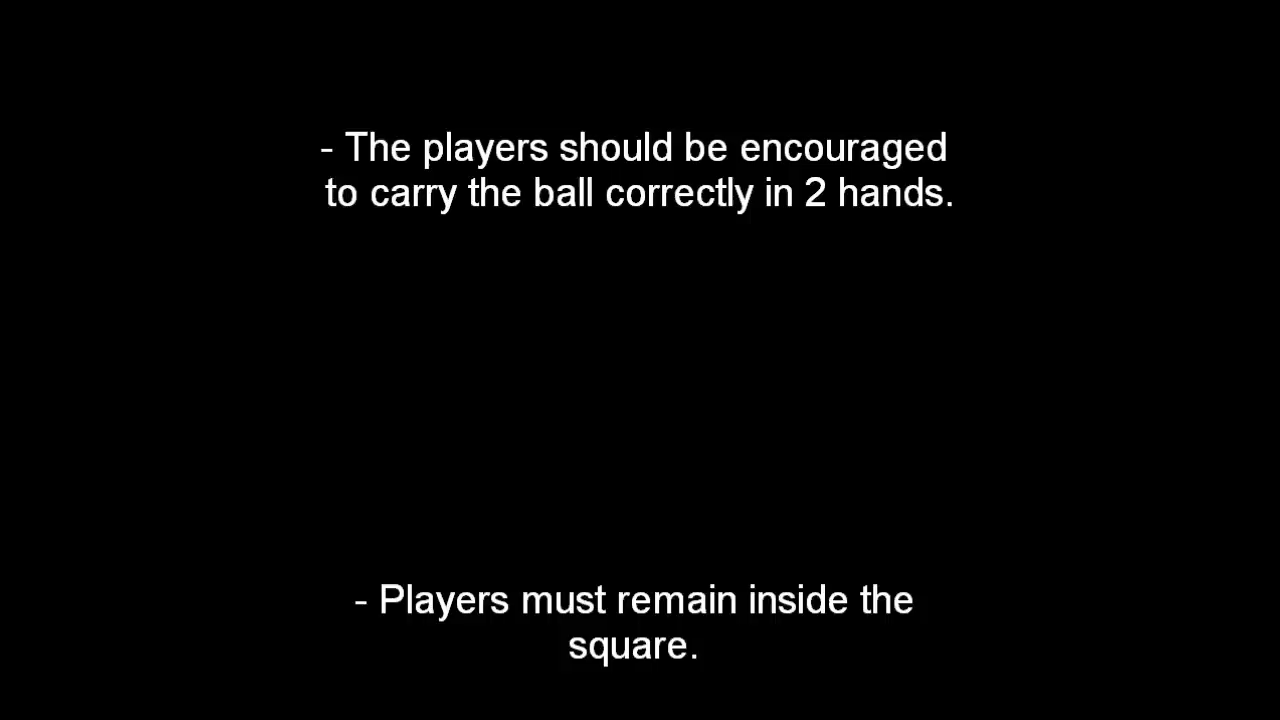 - The players should be encouraged
to carry the ball correctly in 2 hands.
- Players must remain inside the
square.